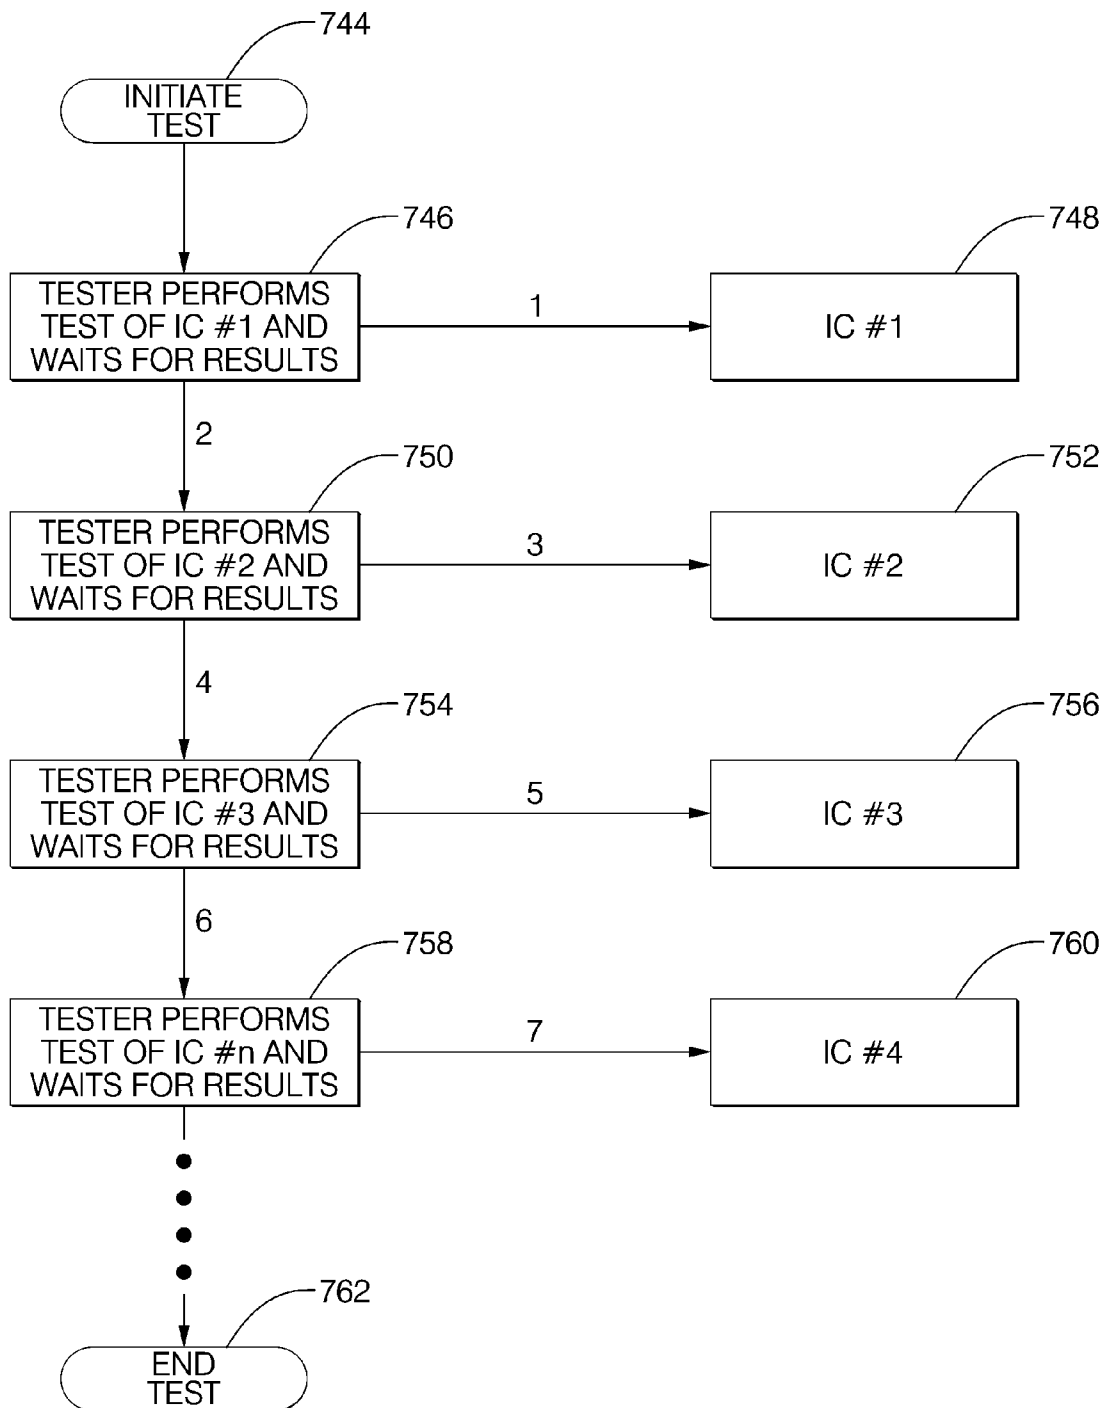 744
INITIATE
TEST
746
748
TESTER PERFORMS
TEST OF IC #1 AND
WAITS FOR RESULTS
1
IC #1
2
750
752
TESTER PERFORMS
TEST OF IC #2 AND
WAITS FOR RESULTS
3
IC #2
4
754
756
TESTER PERFORMS
TEST OF IC #3 AND
WAITS FOR RESULTS
5
IC #3
6
758
760
TESTER PERFORMS
TEST OF IC #n AND
WAITS FOR RESULTS
7
IC #4
762
END
TEST